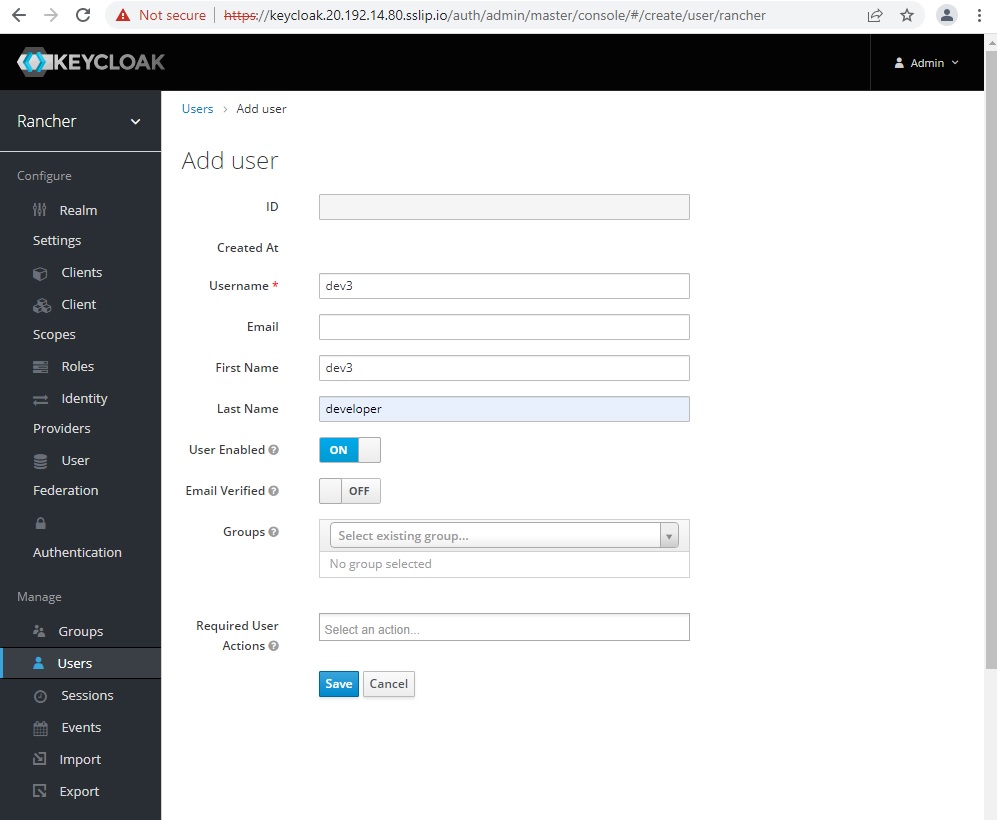 Not secure https://keycloak.20.192.14.80.sslip.io/auth/admin/master/console/#/create/user/rancher
KEYCLOAK
Admin
Rancher
Configure
Realm
Settings
Clients
Client
Scopes
Roles
Identity
Providers
User
Federation
Authentication
Manage
Groups
Users
Sessions
Events
Import
Export
Users > Add user
Add user
ID
Created At
Username * dev3
Email
First Name dev3
Last Name developer
User Enabled ON
Email Verified OFF
Groups Select existing group...
No group selected
Required User
Actions Select an action...
Save Cancel